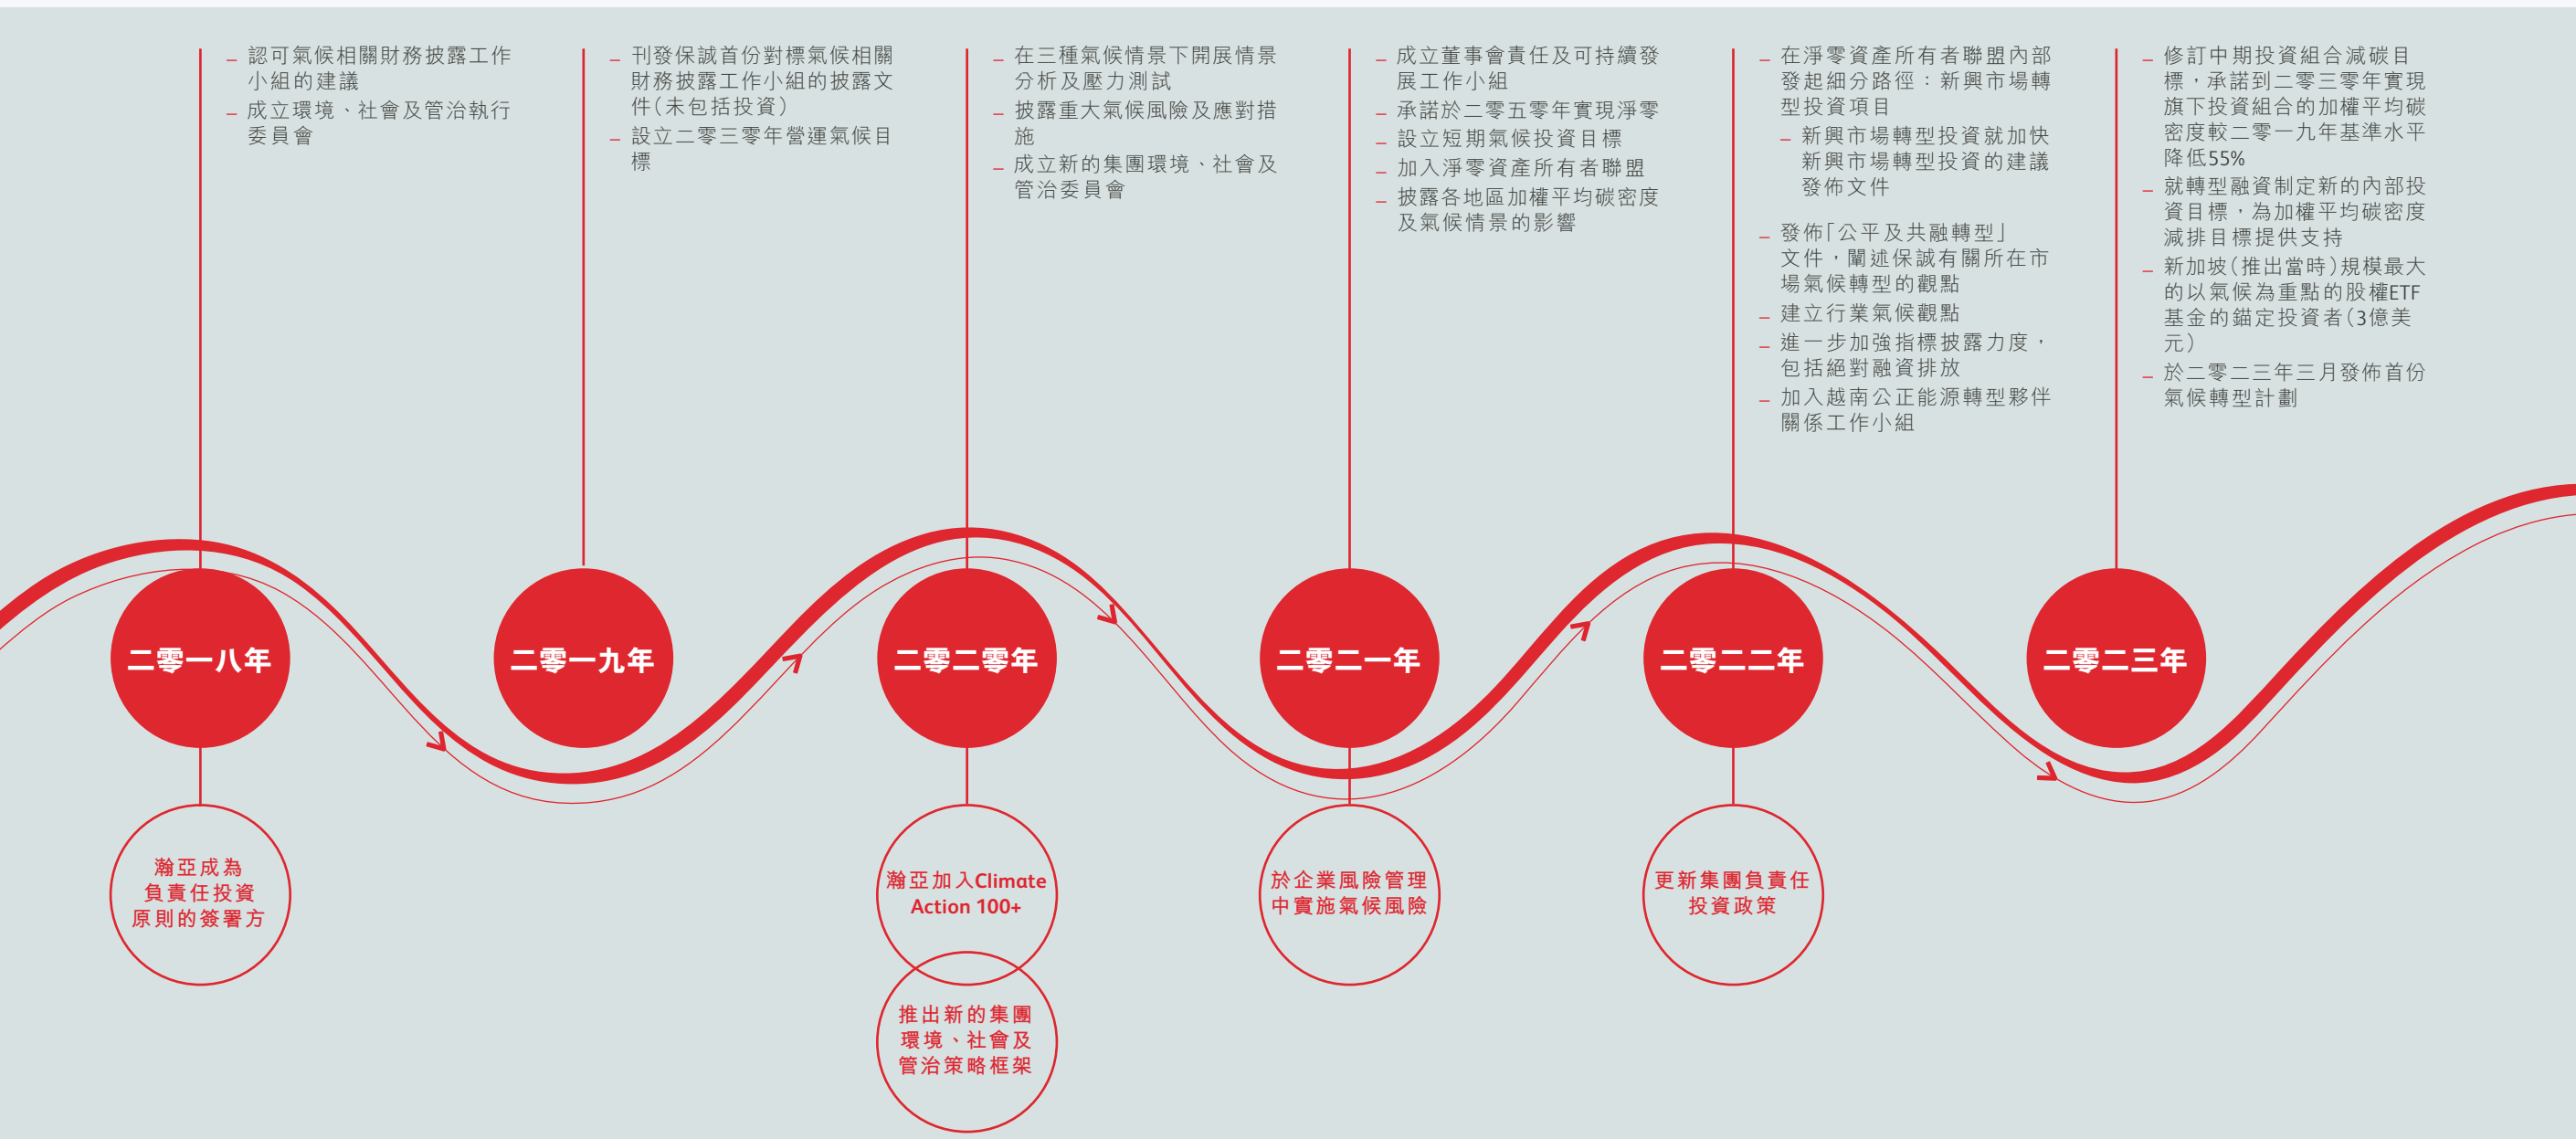 – 認可氣候相關財務披露工作
小組的建議
– 成立環境、社會及管治執行
委員會
– 刊發保誠首份對標氣候相關
財務披露工作小組的披露文
件（未包括投資）
– 設立二零三零年營運氣候目
標
– 在三種氣候情景下開展情景
分析及壓力測試
– 披露重大氣候風險及應對措
施
– 成立新的集團環境、社會及
管治委員會
– 成立董事會責任及可持續發
展工作小組
– 承諾於二零五零年實現淨零
– 設立短期氣候投資目標
– 加入淨零資產所有者聯盟
– 披露各地區加權平均碳密度
及氣候情景的影響
– 在淨零資產所有者聯盟內部
發起細分路徑：新興市場轉
型投資項目
– 新興市場轉型投資就加快
新興市場轉型投資的建議
發佈文件
– 發佈「公平及共融轉型」
文件，闡述保誠有關所在市
場氣候轉型的觀點
– 建立行業氣候觀點
– 進一步加強指標披露力度，
包括絕對融資排放
– 加入越南公正能源轉型夥伴
關係工作小組
– 修訂中期投資組合減碳目
標，承諾到二零三零年實現
旗下投資組合的加權平均碳
密度較二零一九年基準水平
降低55%
– 就轉型融資制定新的內部投
資目標，為加權平均碳密度
減排目標提供支持
– 新加坡（推出當時）規模最大
的以氣候為重點的股權ETF
基金的錨定投資者（3億美
元）
– 於二零二三年三月發佈首份
氣候轉型計劃
二零一八年
二零一九年
二零二零年
二零二一年
二零二二年
二零二三年
瀚亞成為
負責任投資
原則的簽署方
瀚亞加入Climate
Action 100+
推出新的集團
環境、社會及
管治策略框架
於企業風險管理
中實施氣候風險
更新集團負責任
投資政策